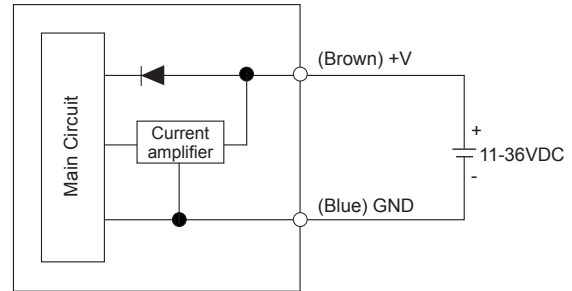 (Brown) +V
Main Circuit
Current
amplifier
+
11-36VDC
-
(Blue) GND